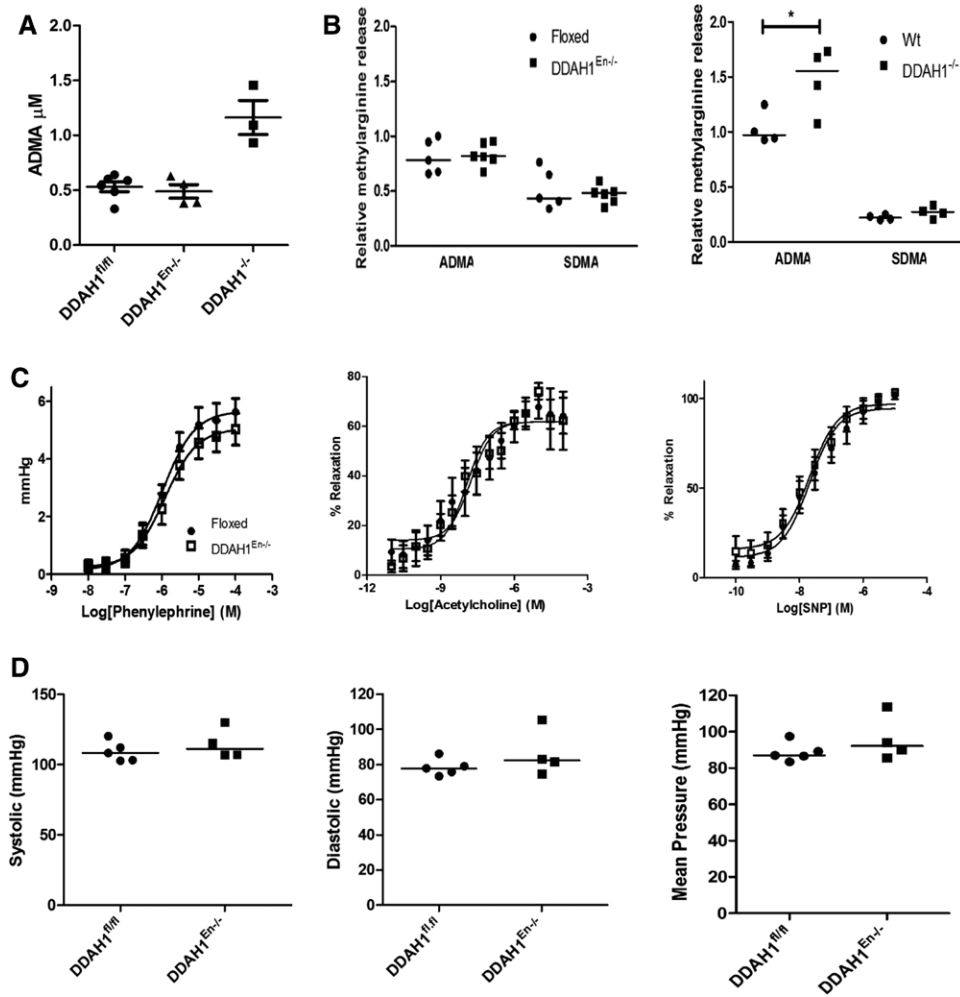 A
ADMA μM
2.0
1.5
1.0
0.5
0.0
DDAH1fl/fl
DDAH1En-/-
DDAH1-/-
B
Relative methylarginine release
2.0
1.5
1.0
0.5
0.0
Floxed
DDAH1En-/-
ADMA
SDMA
Relative methylarginine release
2.0
1.5
1.0
0.5
0.0
*
Wt
DDAH1-/-
ADMA
SDMA
C
mmHg
6
4
2
0
Floxed
DDAH1En-/-
-9 -8 -7 -6 -5 -4 -3
Log[Phenylephrine] (M)
% Relaxation
80
60
40
20
0
-12 -9 -6 -3
Log[Acetylcholine] (M)
% Relaxation
100
50
0
-10 -8 -6 -4
Log[SNP] (M)
D
Systolic (mmHg)
150
100
50
0
DDAH1fl/fl
DDAH1En-/-
Diastolic (mmHg)
120
100
80
60
40
20
0
DDAH1fl.fl
DDAH1En-/-
Mean Pressure (mmHg)
120
100
80
60
40
20
0
DDAH1fl/fl
DDAH1En-/-